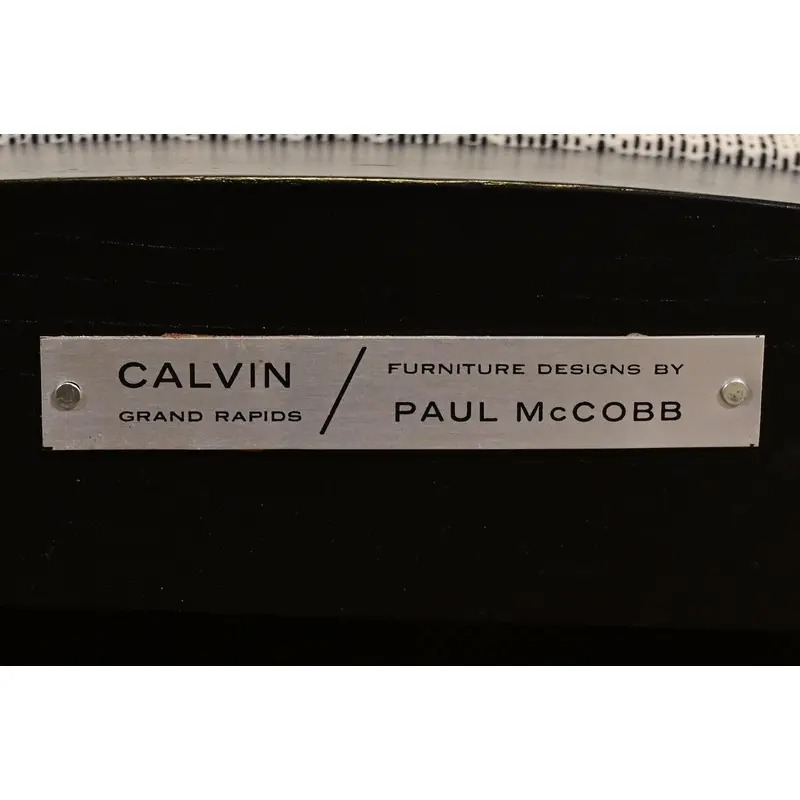 CALVIN
GRAND RAPIDS
/
FURNITURE DESIGNS BY
PAUL McCOBB